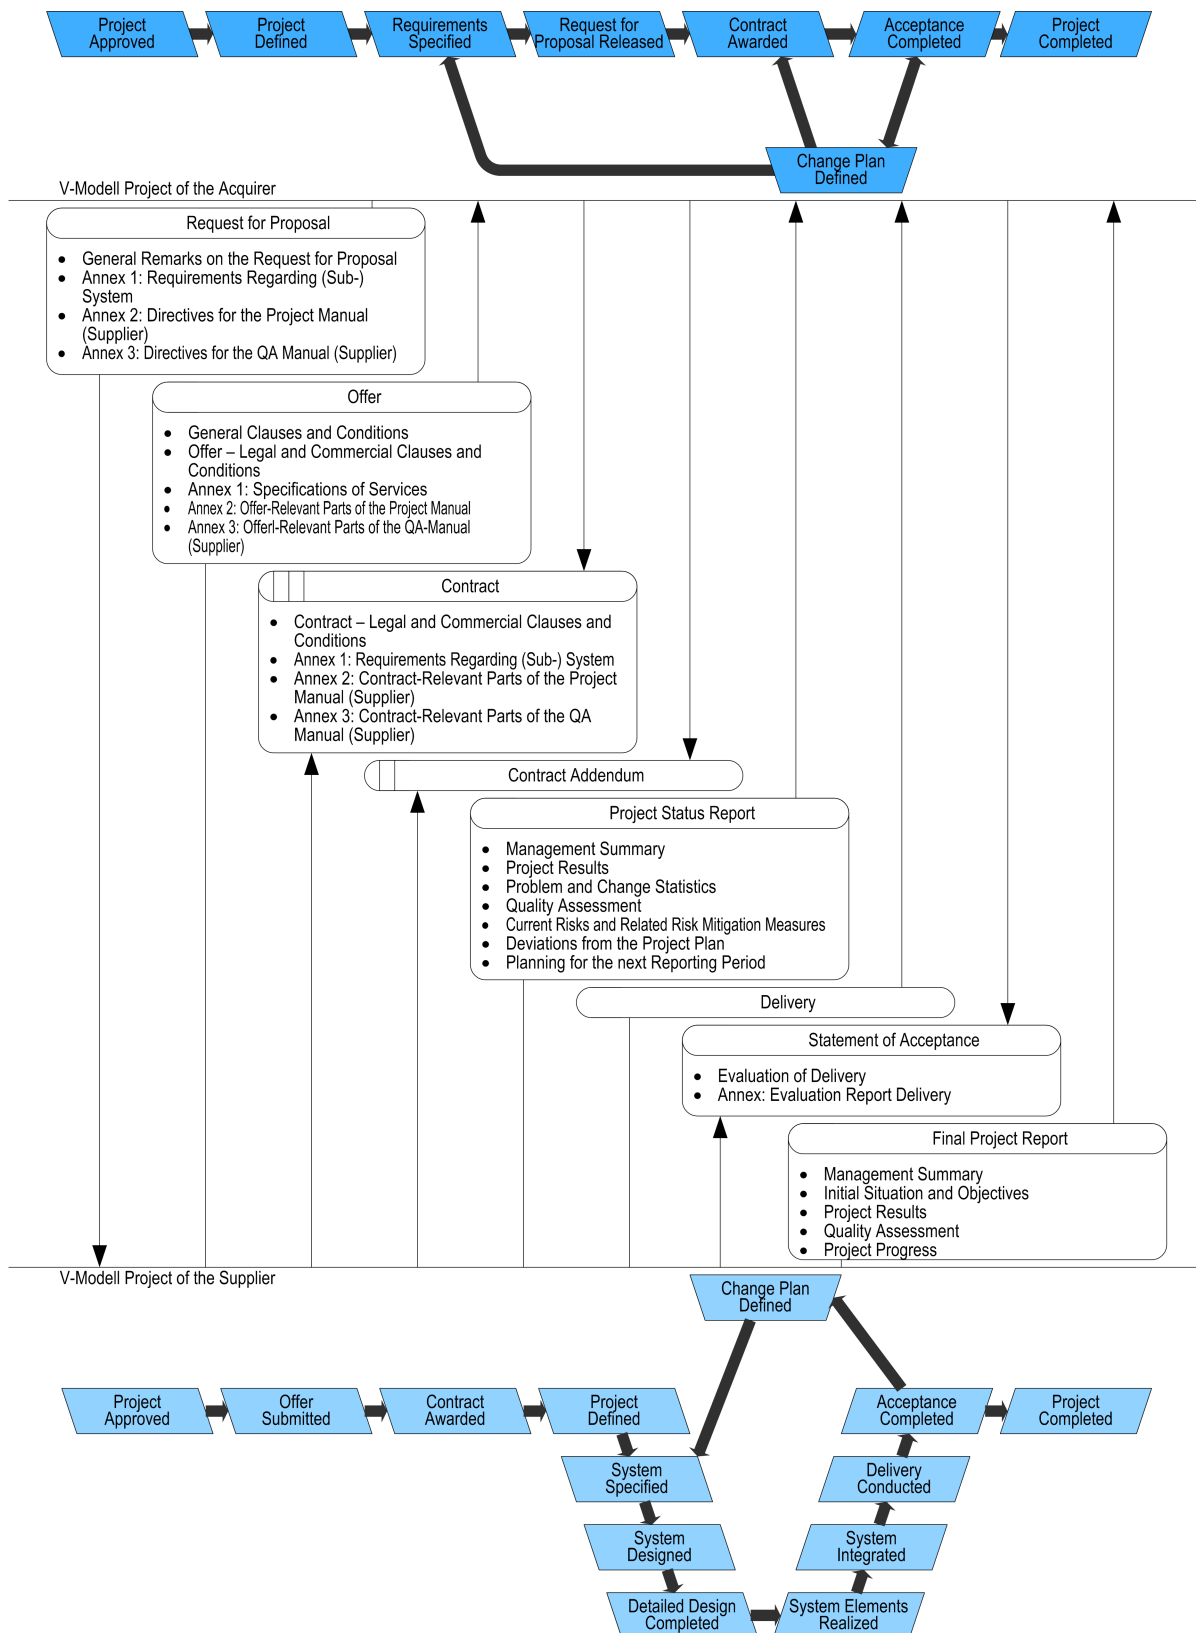 Project
Approved
Project
Defined
Requirements
Specified
Request for
Proposal Released
Contract
Awarded
Acceptance
Completed
Project
Completed
Change Plan
Defined
V-Modell Project of the Acquirer
Request for Proposal
● General Remarks on the Request for Proposal
● Annex 1: Requirements Regarding (Sub-)
System
● Annex 2: Directives for the Project Manual
(Supplier)
● Annex 3: Directives for the QA Manual (Supplier)
Offer
● General Clauses and Conditions
● Offer – Legal and Commercial Clauses and
Conditions
● Annex 1: Specifications of Services
● Annex 2: Offer-Relevant Parts of the Project Manual
● Annex 3: Offerl-Relevant Parts of the QA-Manual
(Supplier)
Contract
● Contract – Legal and Commercial Clauses and
Conditions
● Annex 1: Requirements Regarding (Sub-) System
● Annex 2: Contract-Relevant Parts of the Project
Manual (Supplier)
● Annex 3: Contract-Relevant Parts of the QA
Manual (Supplier)
Contract Addendum
Project Status Report
● Management Summary
● Project Results
● Problem and Change Statistics
● Quality Assessment
● Current Risks and Related Risk Mitigation Measures
● Deviations from the Project Plan
● Planning for the next Reporting Period
Delivery
Statement of Acceptance
● Evaluation of Delivery
● Annex: Evaluation Report Delivery
Final Project Report
● Management Summary
● Initial Situation and Objectives
● Project Results
● Quality Assessment
● Project Progress
V-Modell Project of the Supplier
Change Plan
Defined
Project
Approved
Offer
Submitted
Contract
Awarded
Project
Defined
Acceptance
Completed
Project
Completed
System
Specified
Delivery
Conducted
System
Designed
System
Integrated
Detailed Design
Completed
System Elements
Realized